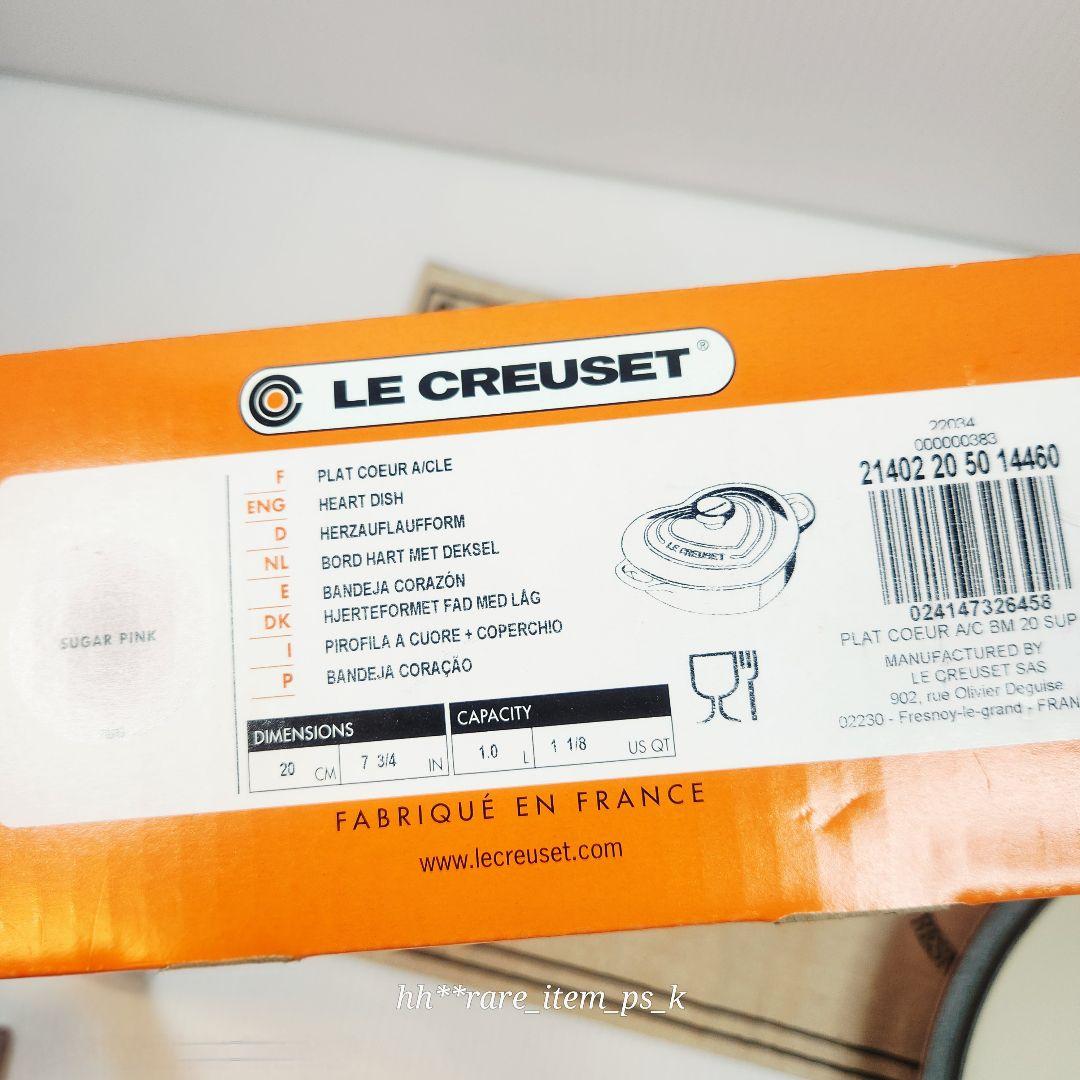 LE CREUSET ®
22034
000000383
21402 20 50 14460
024147326458
PLAT COEUR A/C BM 20 SUP
MANUFACTURED BY
LE CREUSET SAS
902, rue Olivier Deguise
02230 - Fresnoy-le-grand - FRAN
F PLAT COEUR A/CLE
ENG HEART DISH
D HERZAUFLAUFFORM
NL BORD HART MET DEKSEL
E BANDEJA CORAZÓN
DK HJERTEFORMET FAD MED LÅG
I PIROFILA A CUORE + COPERCHIO
P BANDEJA CORAÇÃO
LE CREUSET
SUGAR PINK
DIMENSIONS CAPACITY
20 CM 7 3/4 IN 1.0 L 1 1/8 US QT
FABRIQUÉ EN FRANCE
www.lecreuset.com
hh**rare_item_ps_k